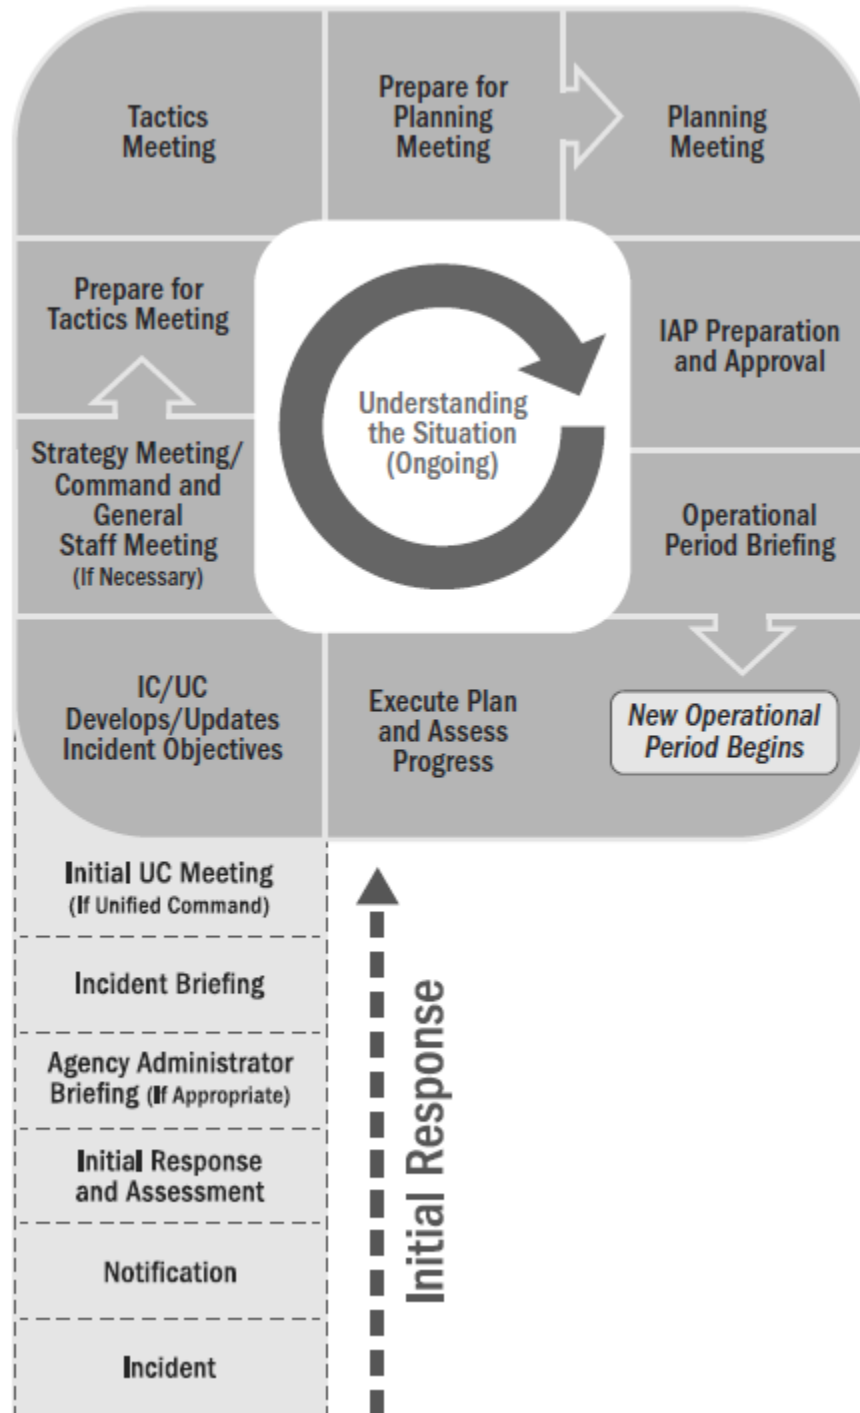 Tactics
Meeting
Prepare for
Planning
Meeting
Planning
Meeting
Prepare for
Tactics Meeting
IAP Preparation
and Approval
Understanding
the Situation
(Ongoing)
Strategy Meeting/
Command and
General
Staff Meeting
(If Necessary)
Operational
Period Briefing
IC/UC
Develops/Updates
Incident Objectives
Execute Plan
and Assess
Progress
New Operational
Period Begins
Initial UC Meeting
(If Unified Command)
Incident Briefing
Agency Administrator
Briefing (If Appropriate)
Initial Response
and Assessment
Notification
Incident
Initial Response